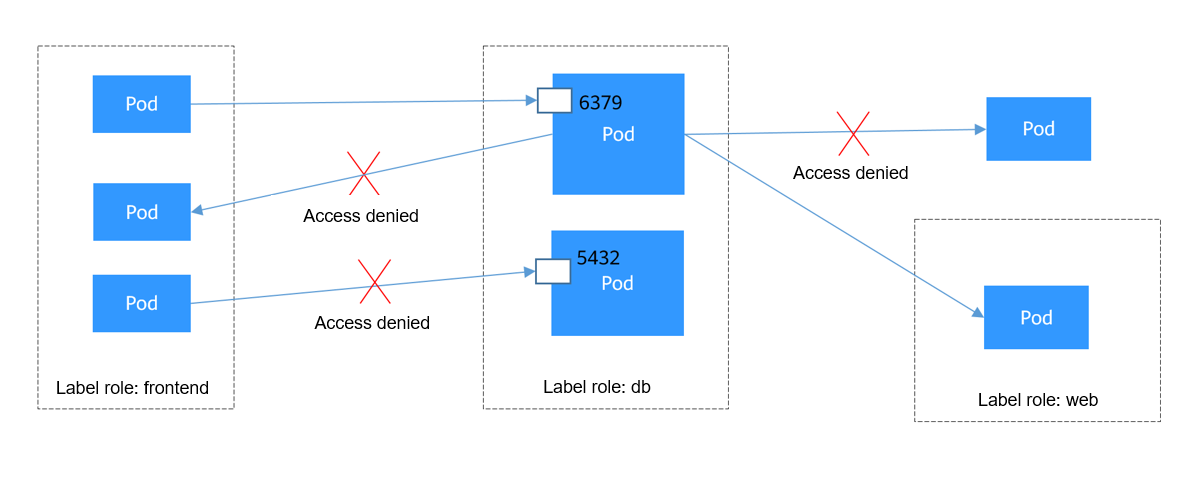 Pod
Pod
Pod
Label role: frontend
Access denied
Access denied
6379
Pod
5432
Pod
Label role: db
Access denied
Pod
Pod
Label role: web